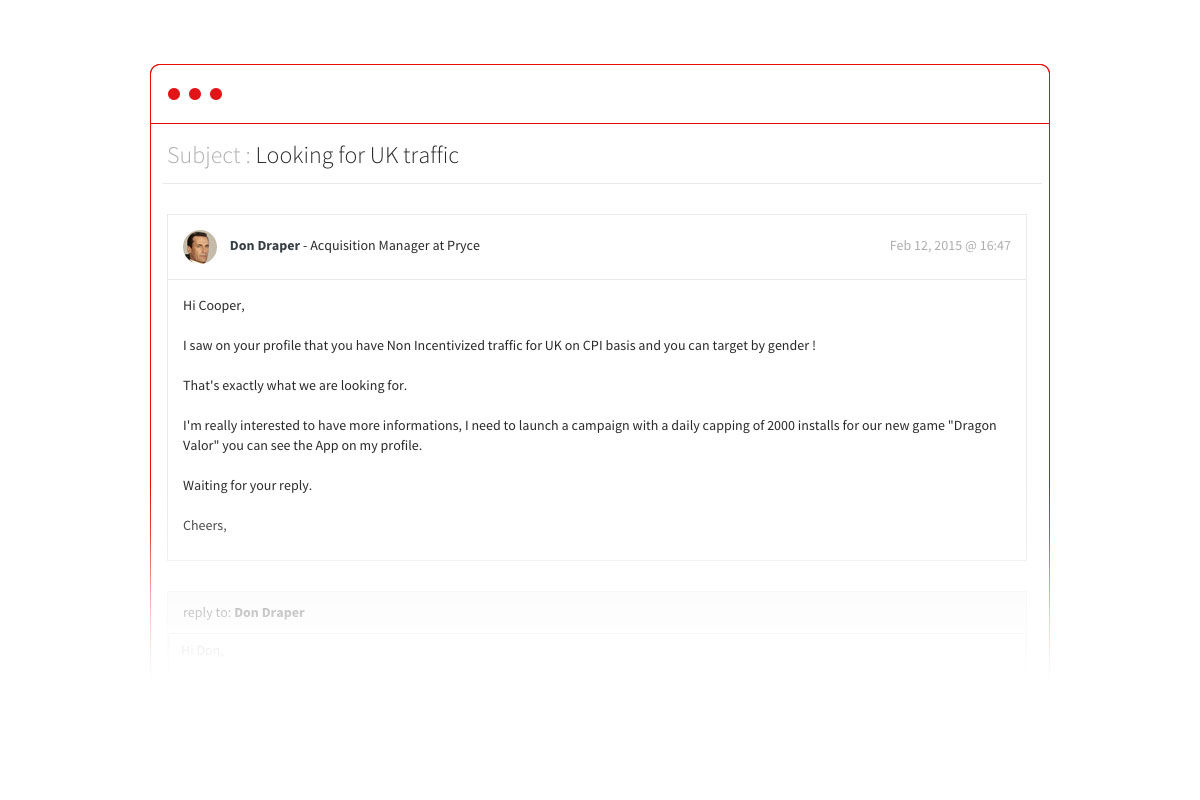 Subject : Looking for UK traffic
Don Draper - Acquisition Manager at Pryce
Feb 12, 2015 @ 16:47
Hi Cooper,
I saw on your profile that you have Non Incentivized traffic for UK on CPI basis and you can target by gender !
That's exactly what we are looking for.
I'm really interested to have more informations, I need to launch a campaign with a daily capping of 2000 installs for our new game "Dragon
Valor" you can see the App on my profile.
Waiting for your reply.
Cheers,
reply to: Don Draper
Hi Don,